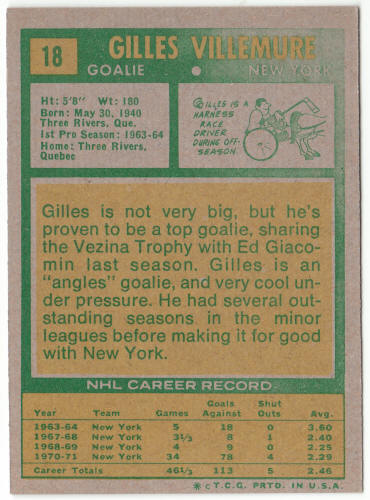 18 GILLES VILLEMURE
GOALIE ● NEW YORK
Ht: 5'8" Wt: 180
Born: May 30, 1940
Three Rivers, Que.
1st Pro Season: 1963-64
Home: Three Rivers,
Quebec
GILLES IS A
HARNESS
RACE
DRIVER
DURING OFF-
SEASON.
Gilles is not very big, but he's
proven to be a top goalie, sharing
the Vezina Trophy with Ed Giaco-
min last season. Gilles is an
"angles" goalie, and very cool un-
der pressure. He had several out-
standing seasons in the minor
leagues before making it for good
with New York.
NHL CAREER RECORD
Goals Shut
Year Team Games Against Outs Avg.
1963-64 New York 5 18 0 3.60
1967-68 New York 3⅓ 8 1 2.40
1968-69 New York 4 9 0 2.25
1970-71 New York 34 78 4 2.29
Career Totals 46⅓ 113 5 2.46
* © T.C.G. PRTD. IN U.S.A.